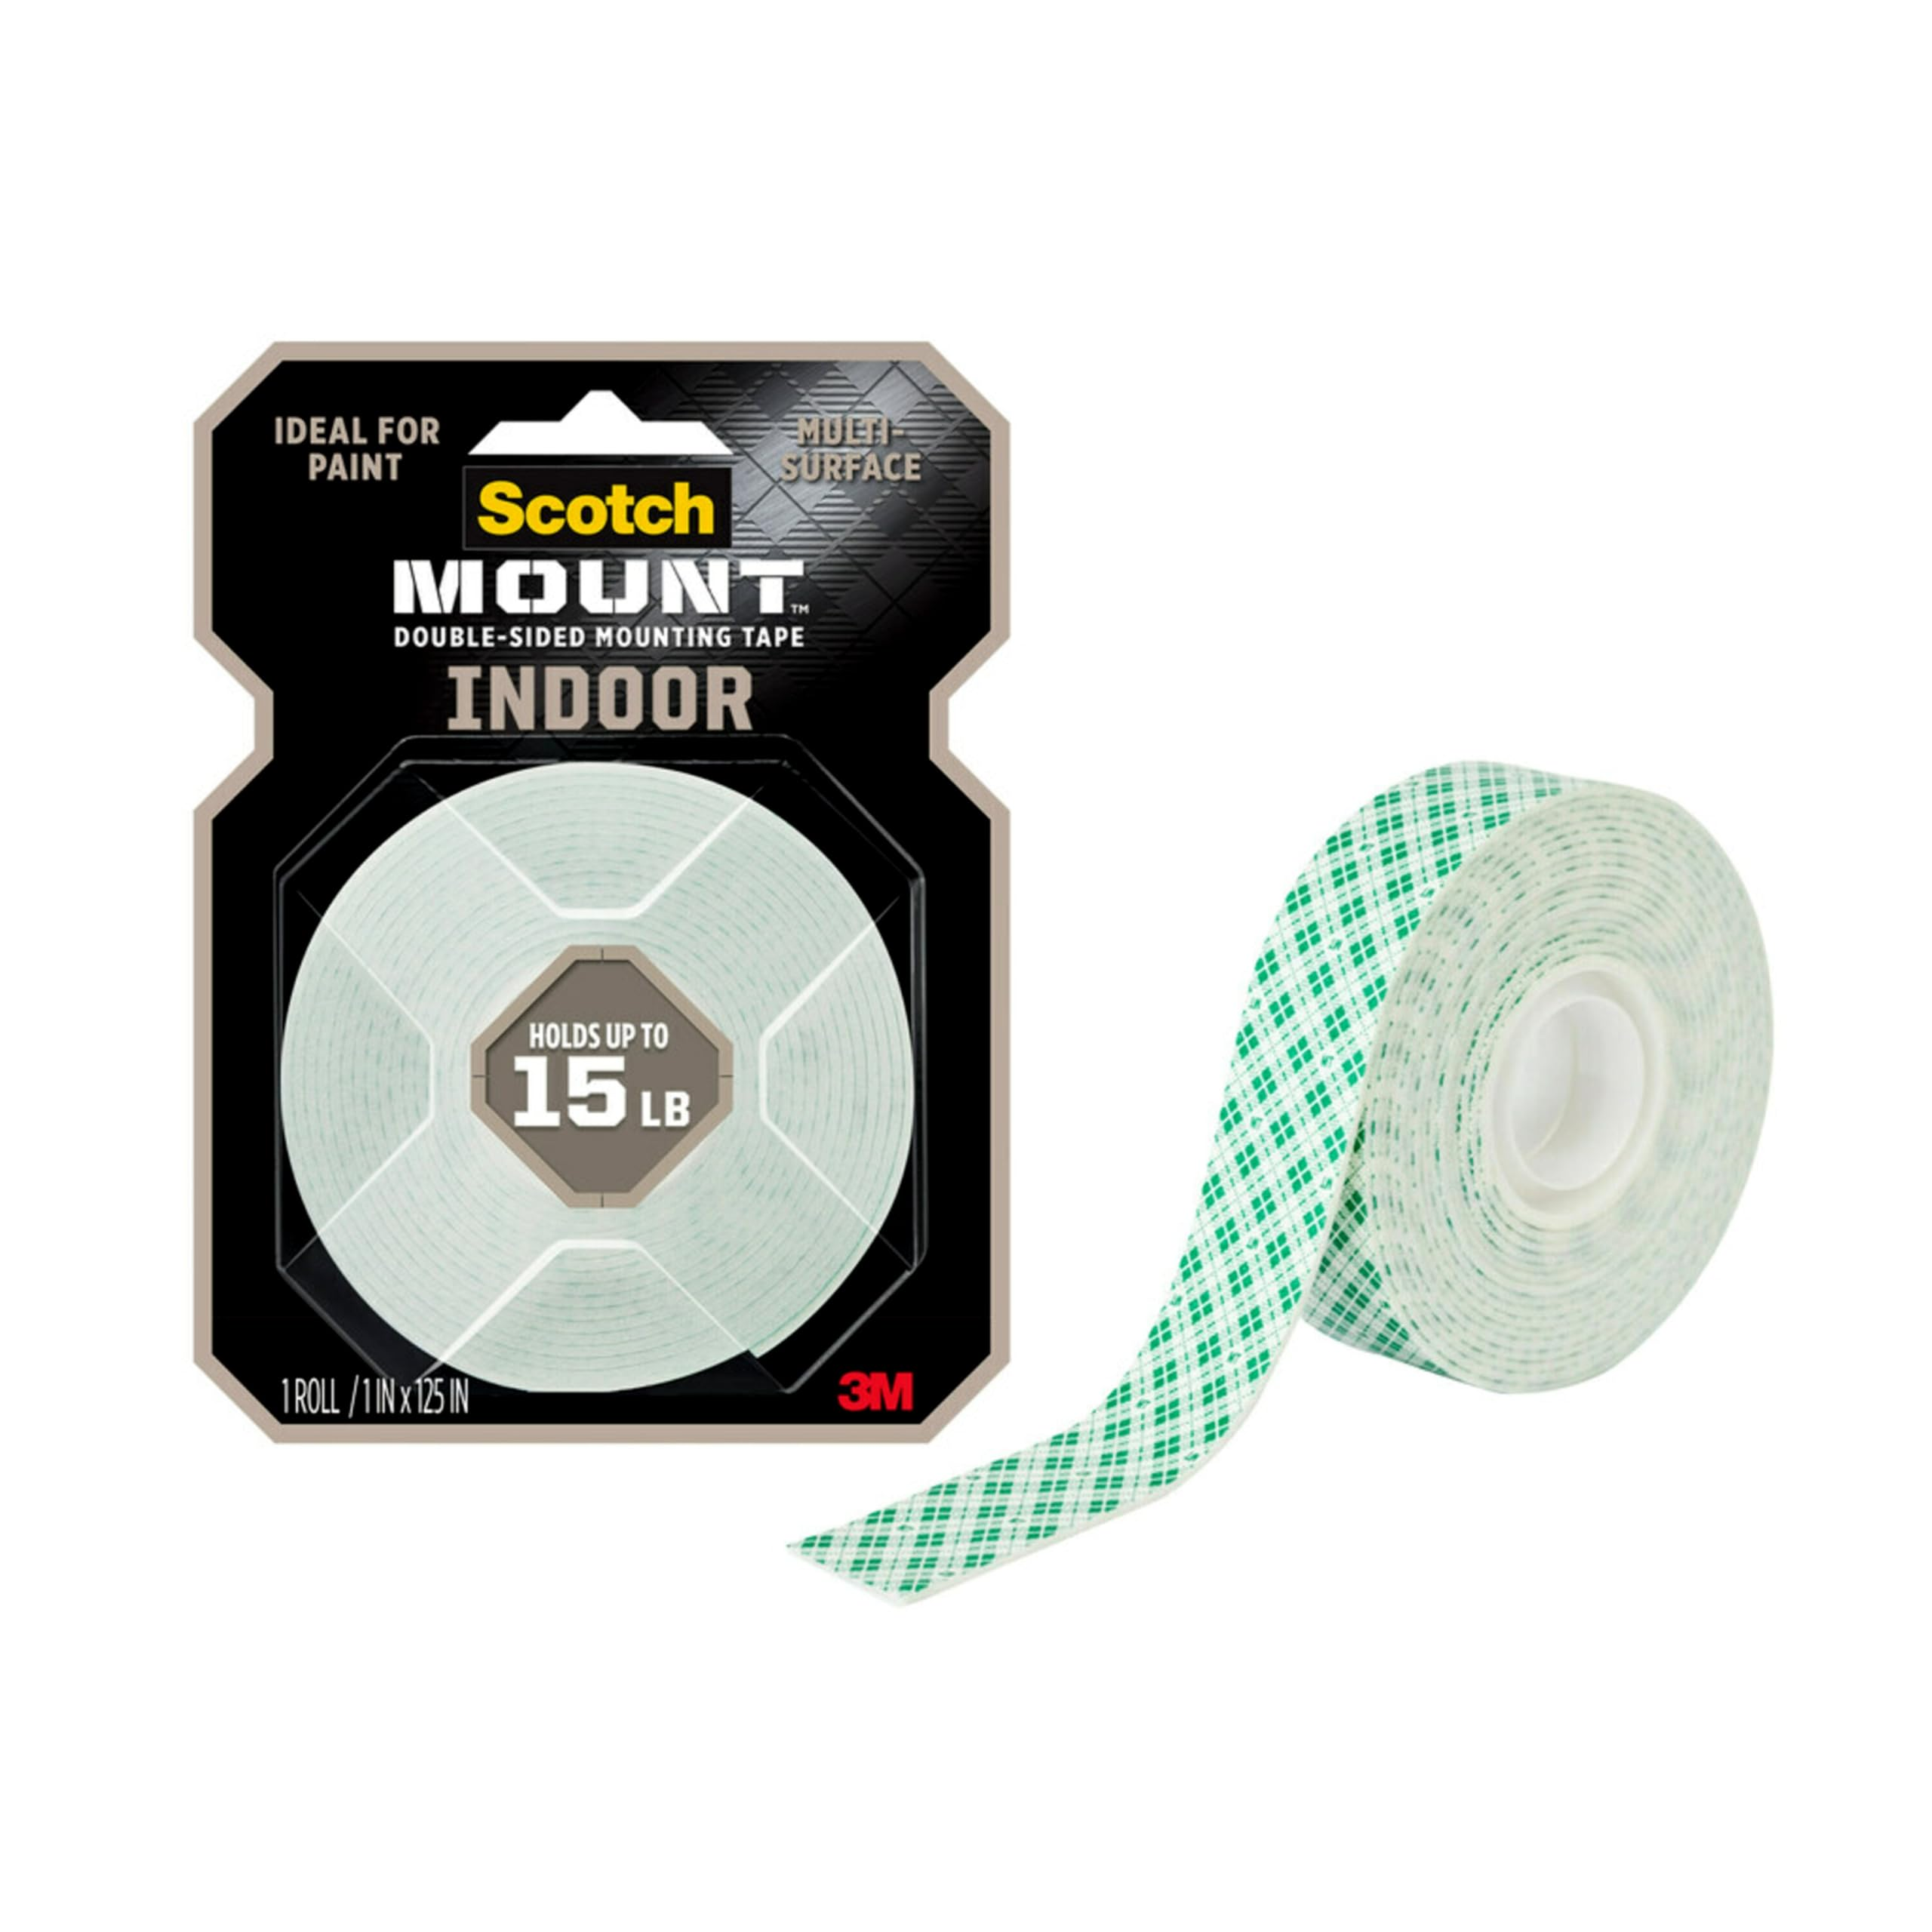 IDEAL FOR
PAINT
MULTI-
SURFACE
Scotch
MOUNT™
DOUBLE-SIDED MOUNTING TAPE
INDOOR
HOLDS UP TO
15 LB
1 ROLL / 1 IN x 125 IN
3M